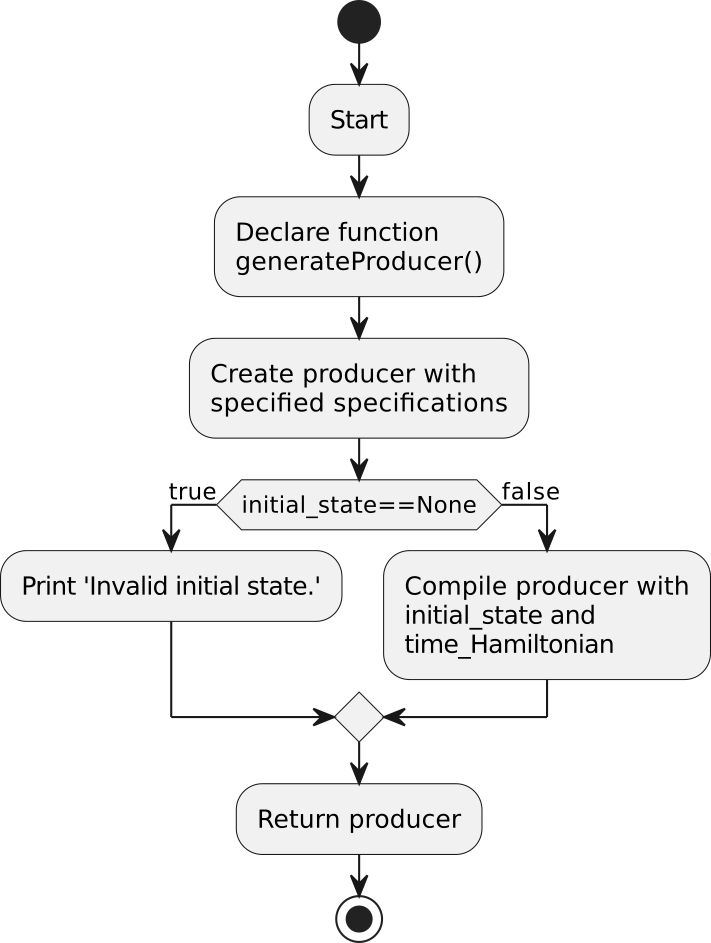 Start
Declare function
generateProducer()
Create producer with
specified specifications
true
initial_state==None
false
Print 'Invalid initial state.'
Compile producer with
initial_state and
time_Hamiltonian
Return producer